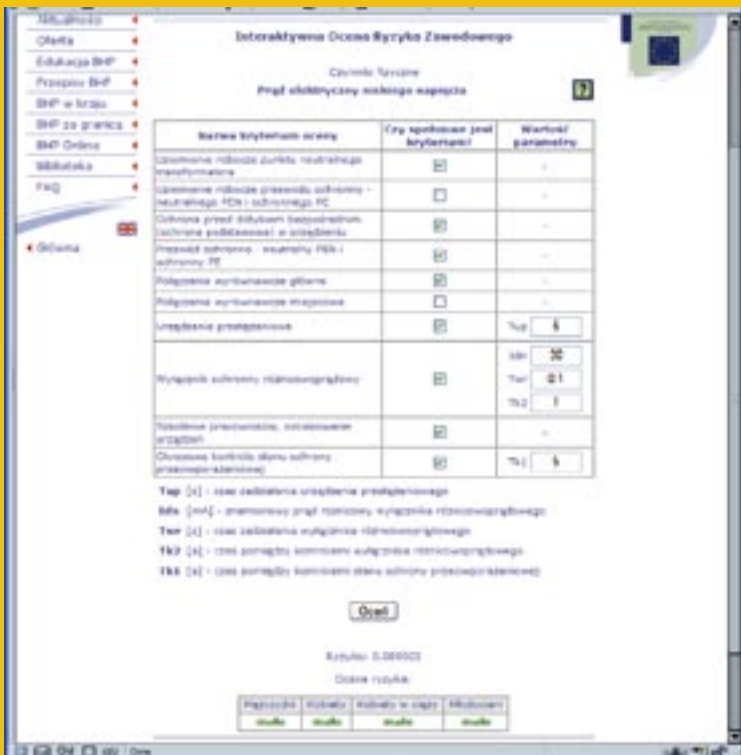 Aktualności
Oferta
Edukacja BHP
Przepisy BHP
BHP w kraju
BHP za granicą
BHP Online
Biblioteka
FAQ
Główna
Interaktywna Ocena Ryzyka Zawodowego
Czynniki fizyczne
Prąd elektryczny niskiego napięcia
?
Nazwa kryterium oceny
Czy spełnione jest
kryterium?
Wartość
parametru
Uziemienie robocze punktu neutralnego
transformatora
-
Uziemienie robocze przewodu ochronno -
neutralnego PEN i ochronnego PE
-
Ochrona przed dotykiem bezpośrednim
(ochrona podstawowa) w urządzeniu
-
Przewód ochronno - neutralny PEN i
ochronny PE
-
Połączenia wyrównawcze główne
-
Połączenia wyrównawcze miejscowe
-
Urządzenia przetężeniowe
Tup 5
Wyłącznik ochronny różnicowoprądowy
Idn 30
Twr 0.1
Tk2 1
Szkolenie pracowników, oznakowanie
urządzeń
-
Okresowa kontrola stanu ochrony
przeciwporażeniowej
Tk1 5
Tup [s] - czas zadziałania urządzenia przetężeniowego
Idn [mA] - znamionowy prąd różnicowy wyłącznika różnicowoprądowego
Twr [s] - czas zadziałania wyłącznika różnicowoprądowego
Tk2 - czas pomiędzy kontrolami wyłącznika różnicowoprądowego
Tk1 - czas pomiędzy kontrolami stanu ochrony przeciwporażeniowej
Oceń
Ryzyko:
Ocena ryzyka:
Mężczyźni Kobiety Kobiety w ciąży Młodociani
małe małe małe małe